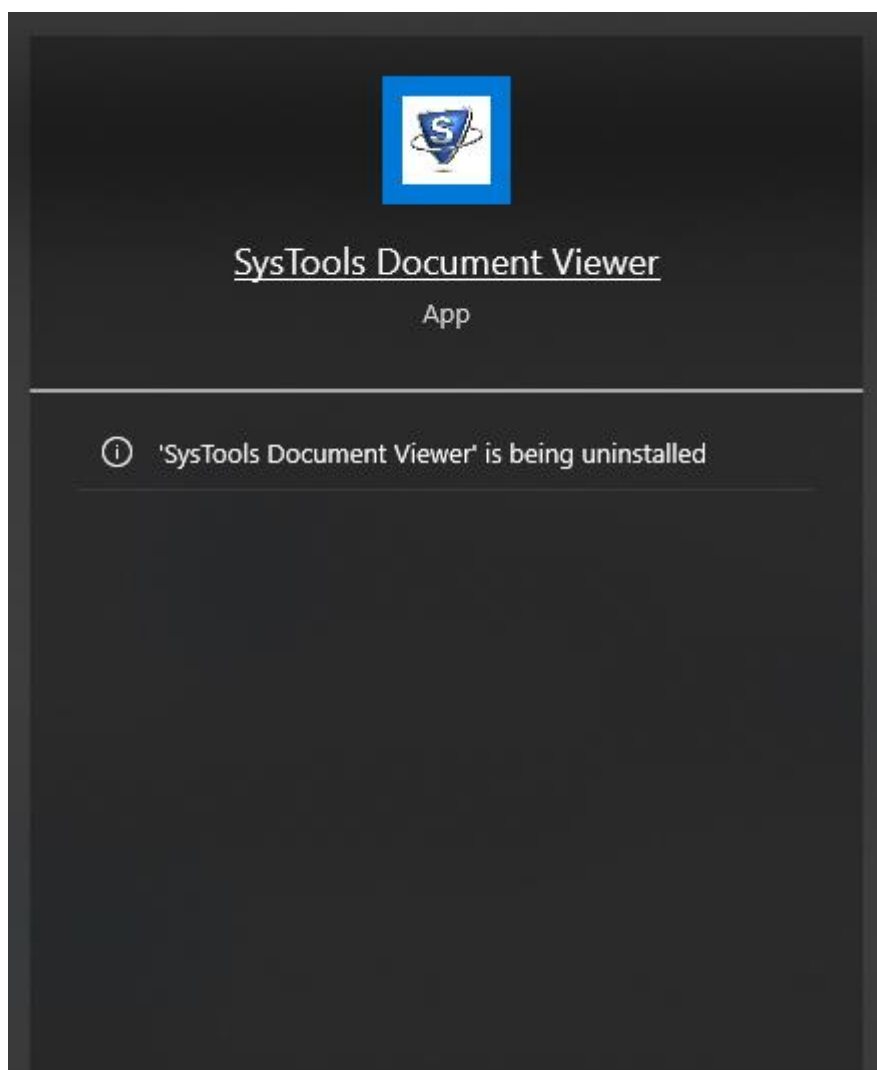 S
SysTools Document Viewer
App
'SysTools Document Viewer' is being uninstalled